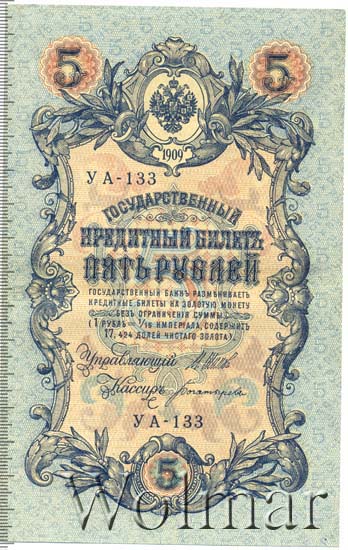 5 5
1909
УА-133
ГОСУДАРСТВЕННЫЙ
КРЕДИТНЫЙ БИЛЕТЪ
ПЯТЬ РУБЛЕЙ
ГОСУДАРСТВЕННЫЙ БАНКЪ РАЗМѢНИВАЕТЪ
КРЕДИТНЫЕ БИЛЕТЫ НА ЗОЛОТУЮ МОНЕТУ
БЕЗЪ ОГРАНИЧЕНІЯ СУММЫ
(1 РУБЛЬ = 1/15 ИМПЕРІАЛА, СОДЕРЖИТЪ
17,424 ДОЛЕЙ ЧИСТАГО ЗОЛОТА).
Управляющій
Кассиръ
УА-133
5
Wolmar